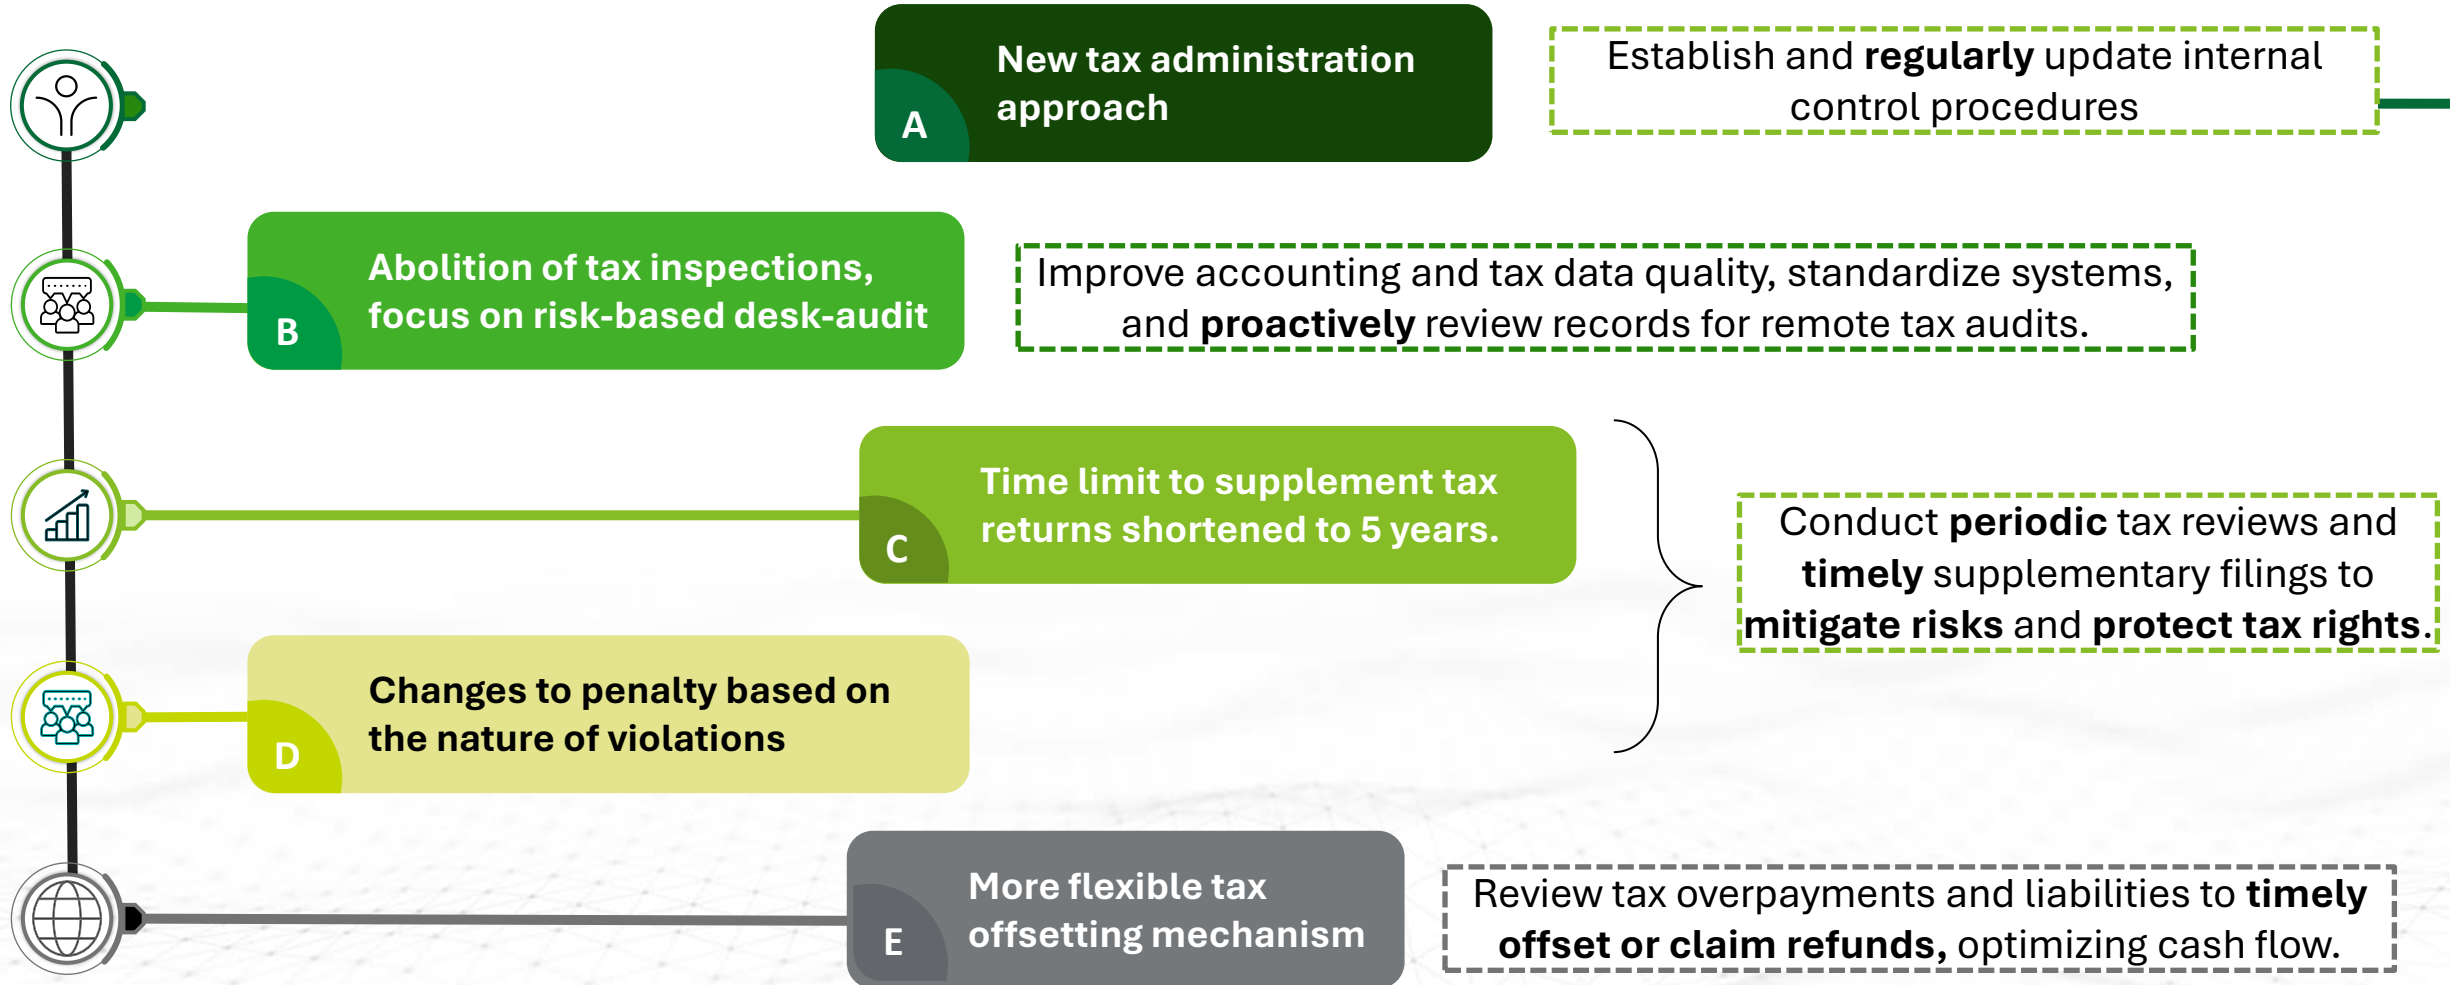 New tax administration
approach
A
Establish and regularly update internal
control procedures
Abolition of tax inspections,
focus on risk-based desk-audit
B
Improve accounting and tax data quality, standardize systems,
and proactively review records for remote tax audits.
Time limit to supplement tax
returns shortened to 5 years.
C
Changes to penalty based on
the nature of violations
D
Conduct periodic tax reviews and
timely supplementary filings to
mitigate risks and protect tax rights.
More flexible tax
offsetting mechanism
E
Review tax overpayments and liabilities to timely
offset or claim refunds, optimizing cash flow.